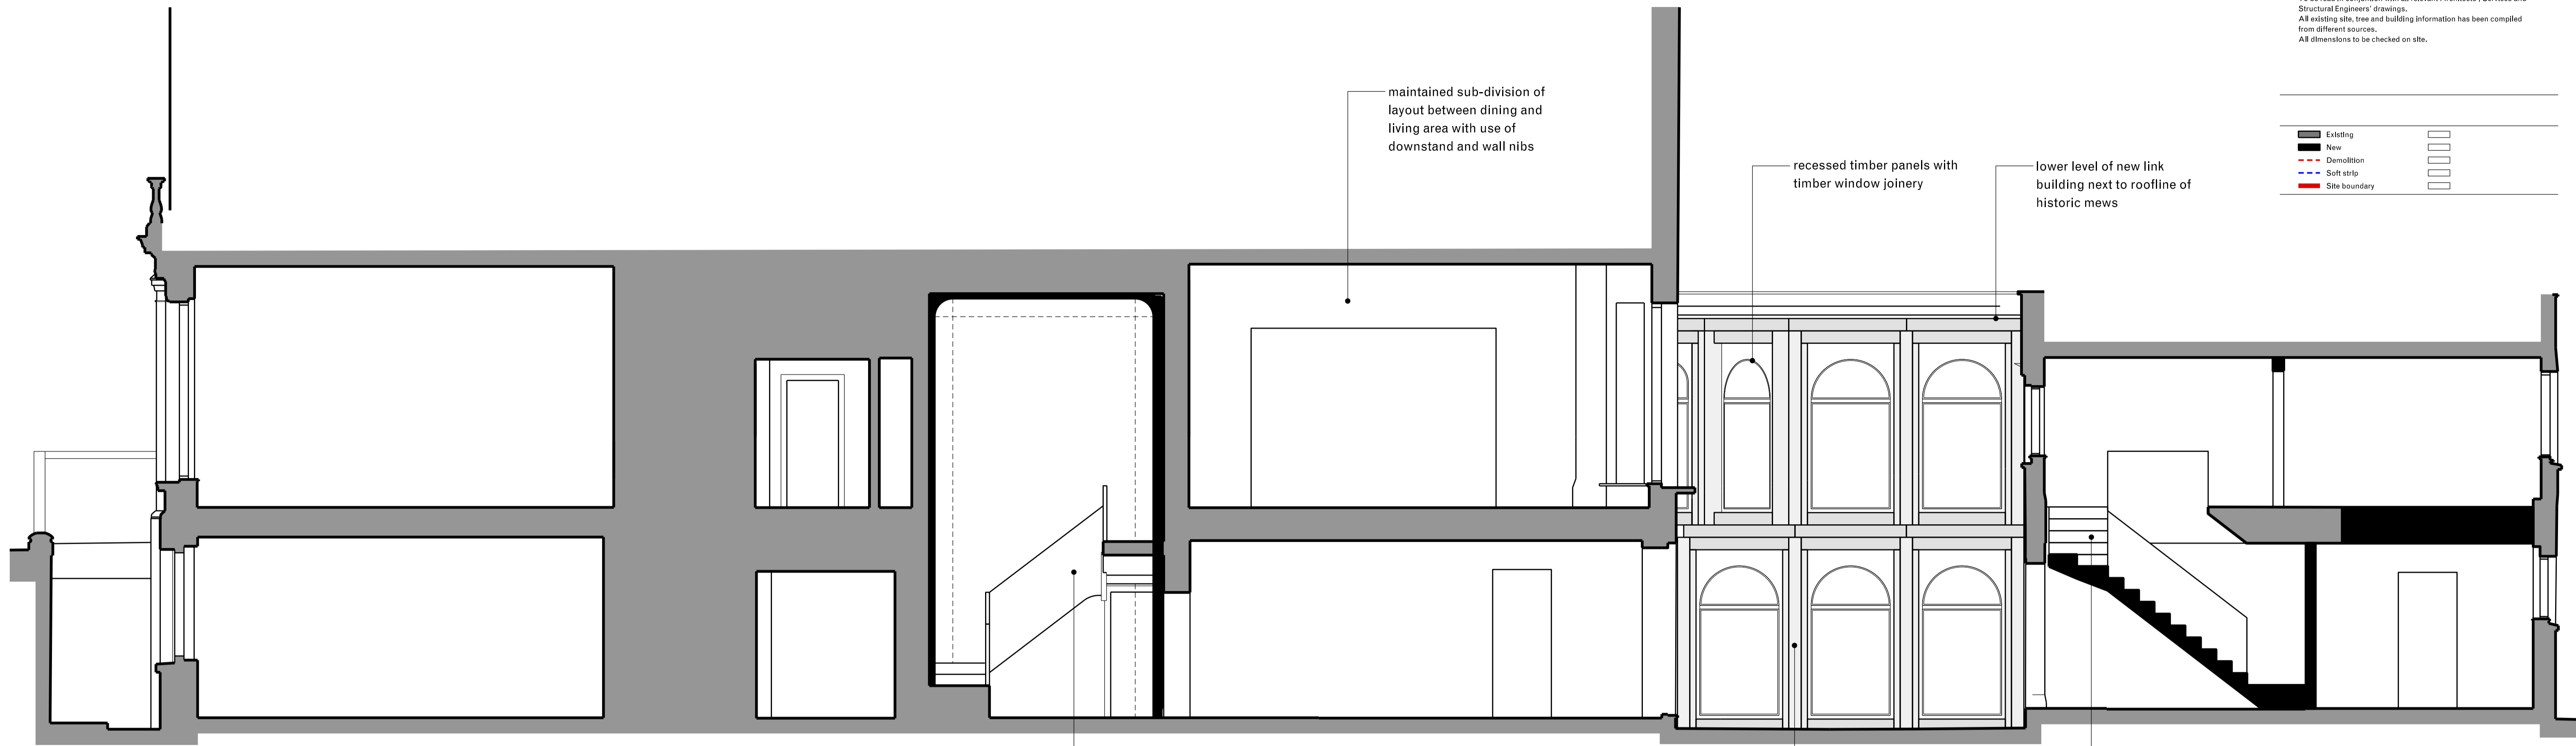 Structural Engineers' drawings.
All existing site, tree and building information has been compiled
from different sources.
All dimensions to be checked on site.
maintained sub-division of
layout between dining and
living area with use of
downstand and wall nibs
recessed timber panels with
timber window joinery
lower level of new link
building next to roofline of
historic mews
Existing
New
Demolition
Soft strip
Site boundary